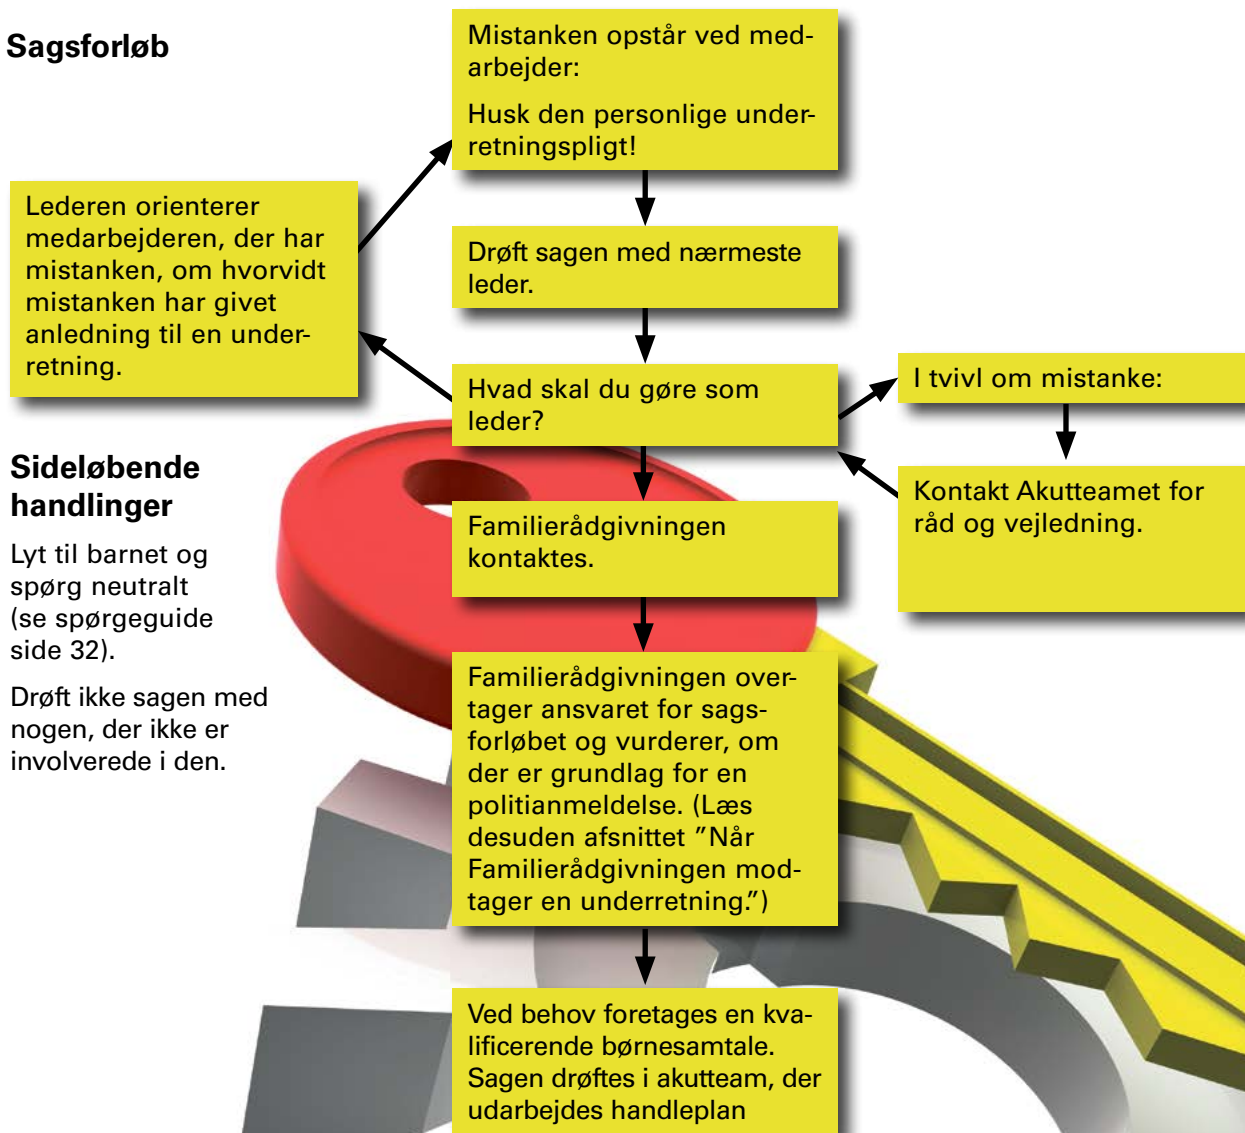 Sagsforløb
Mistanken opstår ved med-
arbejder:
Husk den personlige under-
retningspligt!
Lederen orienterer
medarbejderen, der har
mistanken, om hvorvidt
mistanken har givet
anledning til en under-
retning.
Drøft sagen med nærmeste
leder.
Hvad skal du gøre som
leder?
I tvivl om mistanke:
Kontakt Akutteamet for
råd og vejledning.
Sideløbende
handlinger
Lyt til barnet og
spørg neutralt
(se spørgeguide
side 32).
Drøft ikke sagen med
nogen, der ikke er
involverede i den.
Familierådgivningen
kontaktes.
Familierådgivningen over-
tager ansvaret for sags-
forløbet og vurderer, om
der er grundlag for en
politianmeldelse. (Læs
desuden afsnittet ”Når
Familierådgivningen mod-
tager en underretning.”)
Ved behov foretages en kva-
lificerende børnesamtale.
Sagen drøftes i akutteam, der
udarbejdes handleplan